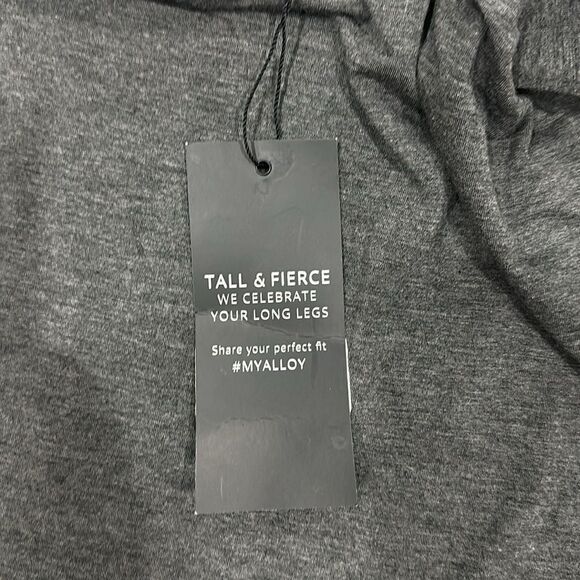 TALL & FIERCE
WE CELEBRATE
YOUR LONG LEGS
Share your perfect fit
#MYALLOY